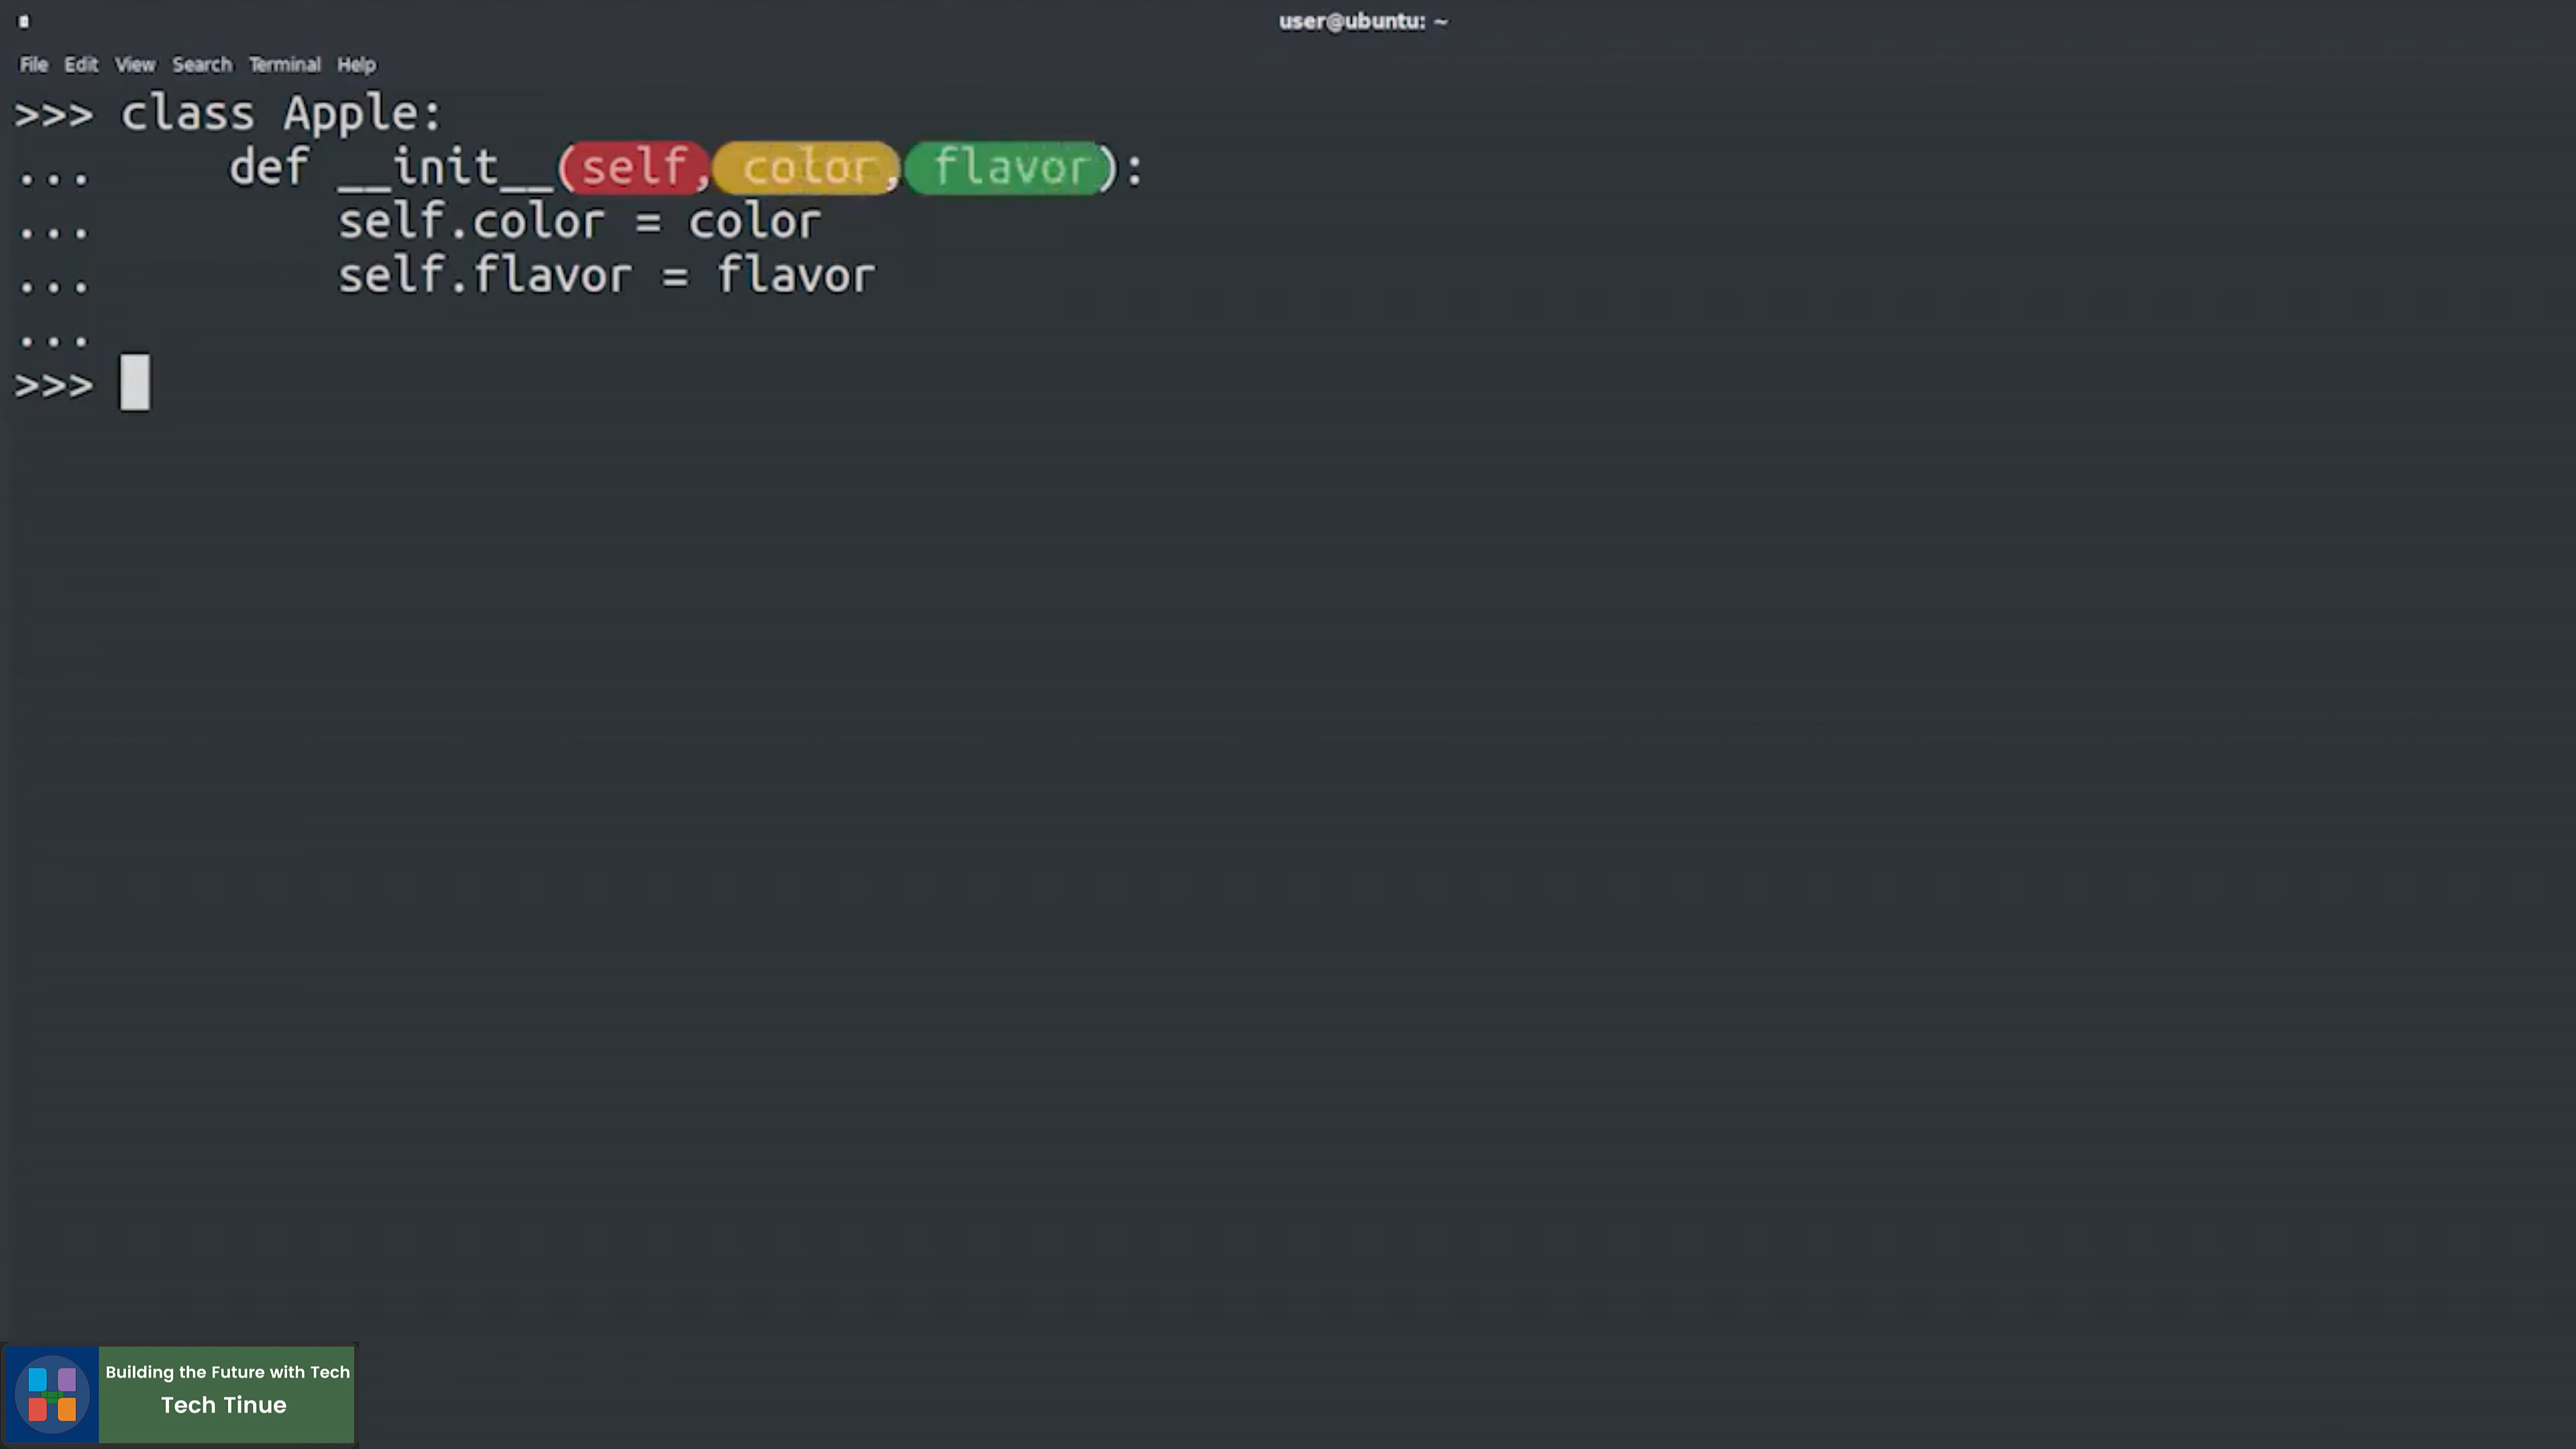 user@ubuntu: ~
File Edit View Search Terminal Help
>>> class Apple:
...     def __init__(self, color, flavor):
...         self.color = color
...         self.flavor = flavor
...
>>>
Building the Future with Tech
Tech Tinue